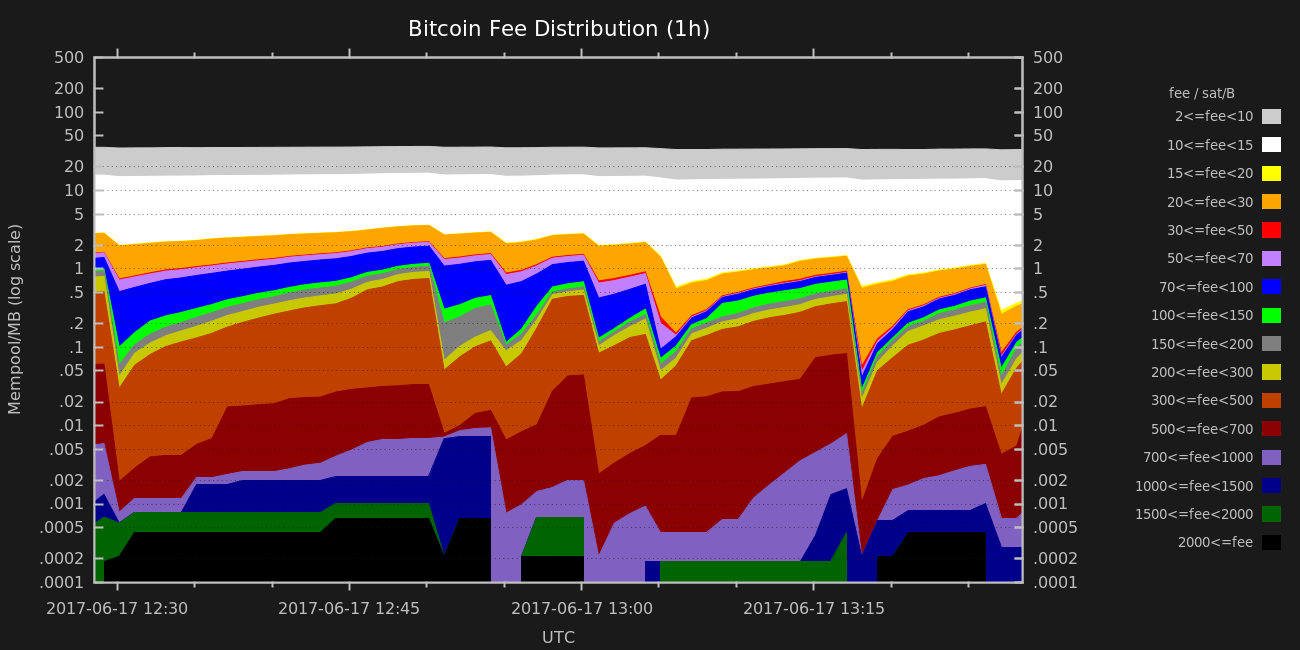 Bitcoin Fee Distribution (1h)
500
200
100
50
20
10
5
2
1
.5
.2
.1
.05
.02
.01
.005
.002
.001
.0005
.0002
.0001
Mempool/MB (log scale)
500
200
100
50
20
10
5
2
1
.5
.2
.1
.05
.02
.01
.005
.002
.001
.0005
.0002
.0001
2017-06-17 12:30 2017-06-17 12:45 2017-06-17 13:00 2017-06-17 13:15
UTC
fee / sat/B
2<=fee<10
10<=fee<15
15<=fee<20
20<=fee<30
30<=fee<50
50<=fee<70
70<=fee<100
100<=fee<150
150<=fee<200
200<=fee<300
300<=fee<500
500<=fee<700
700<=fee<1000
1000<=fee<1500
1500<=fee<2000
2000<=fee